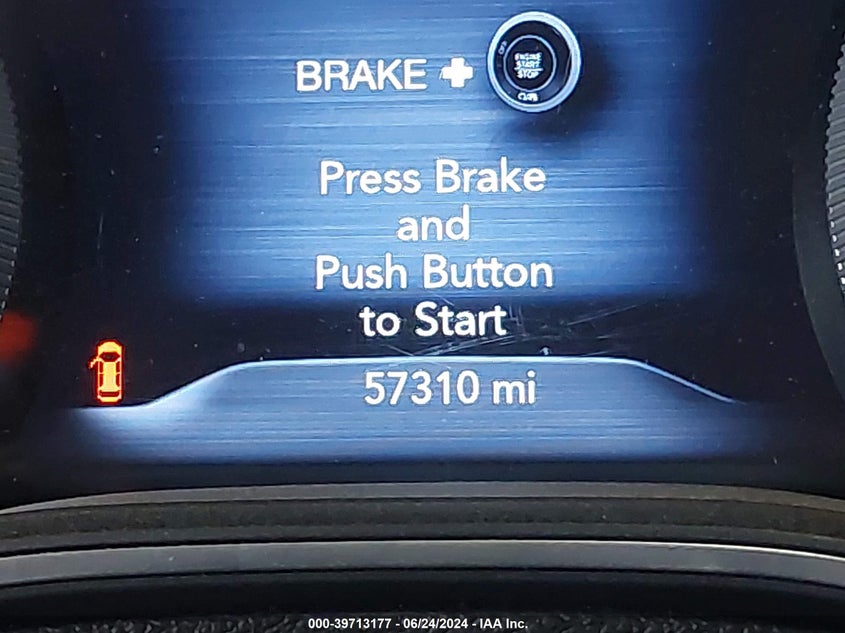 BRAKE + ENGINE START STOP
Press Brake
and
Push Button
to Start
57310 mi
000-39713177 - 06/24/2024 - IAA Inc.